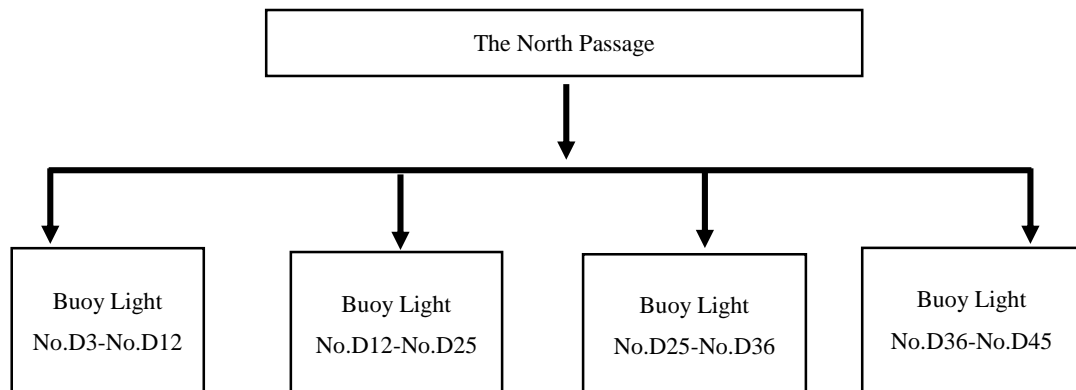 The North Passage
Buoy Light
No.D3-No.D12
Buoy Light
No.D12-No.D25
Buoy Light
No.D25-No.D36
Buoy Light
No.D36-No.D45